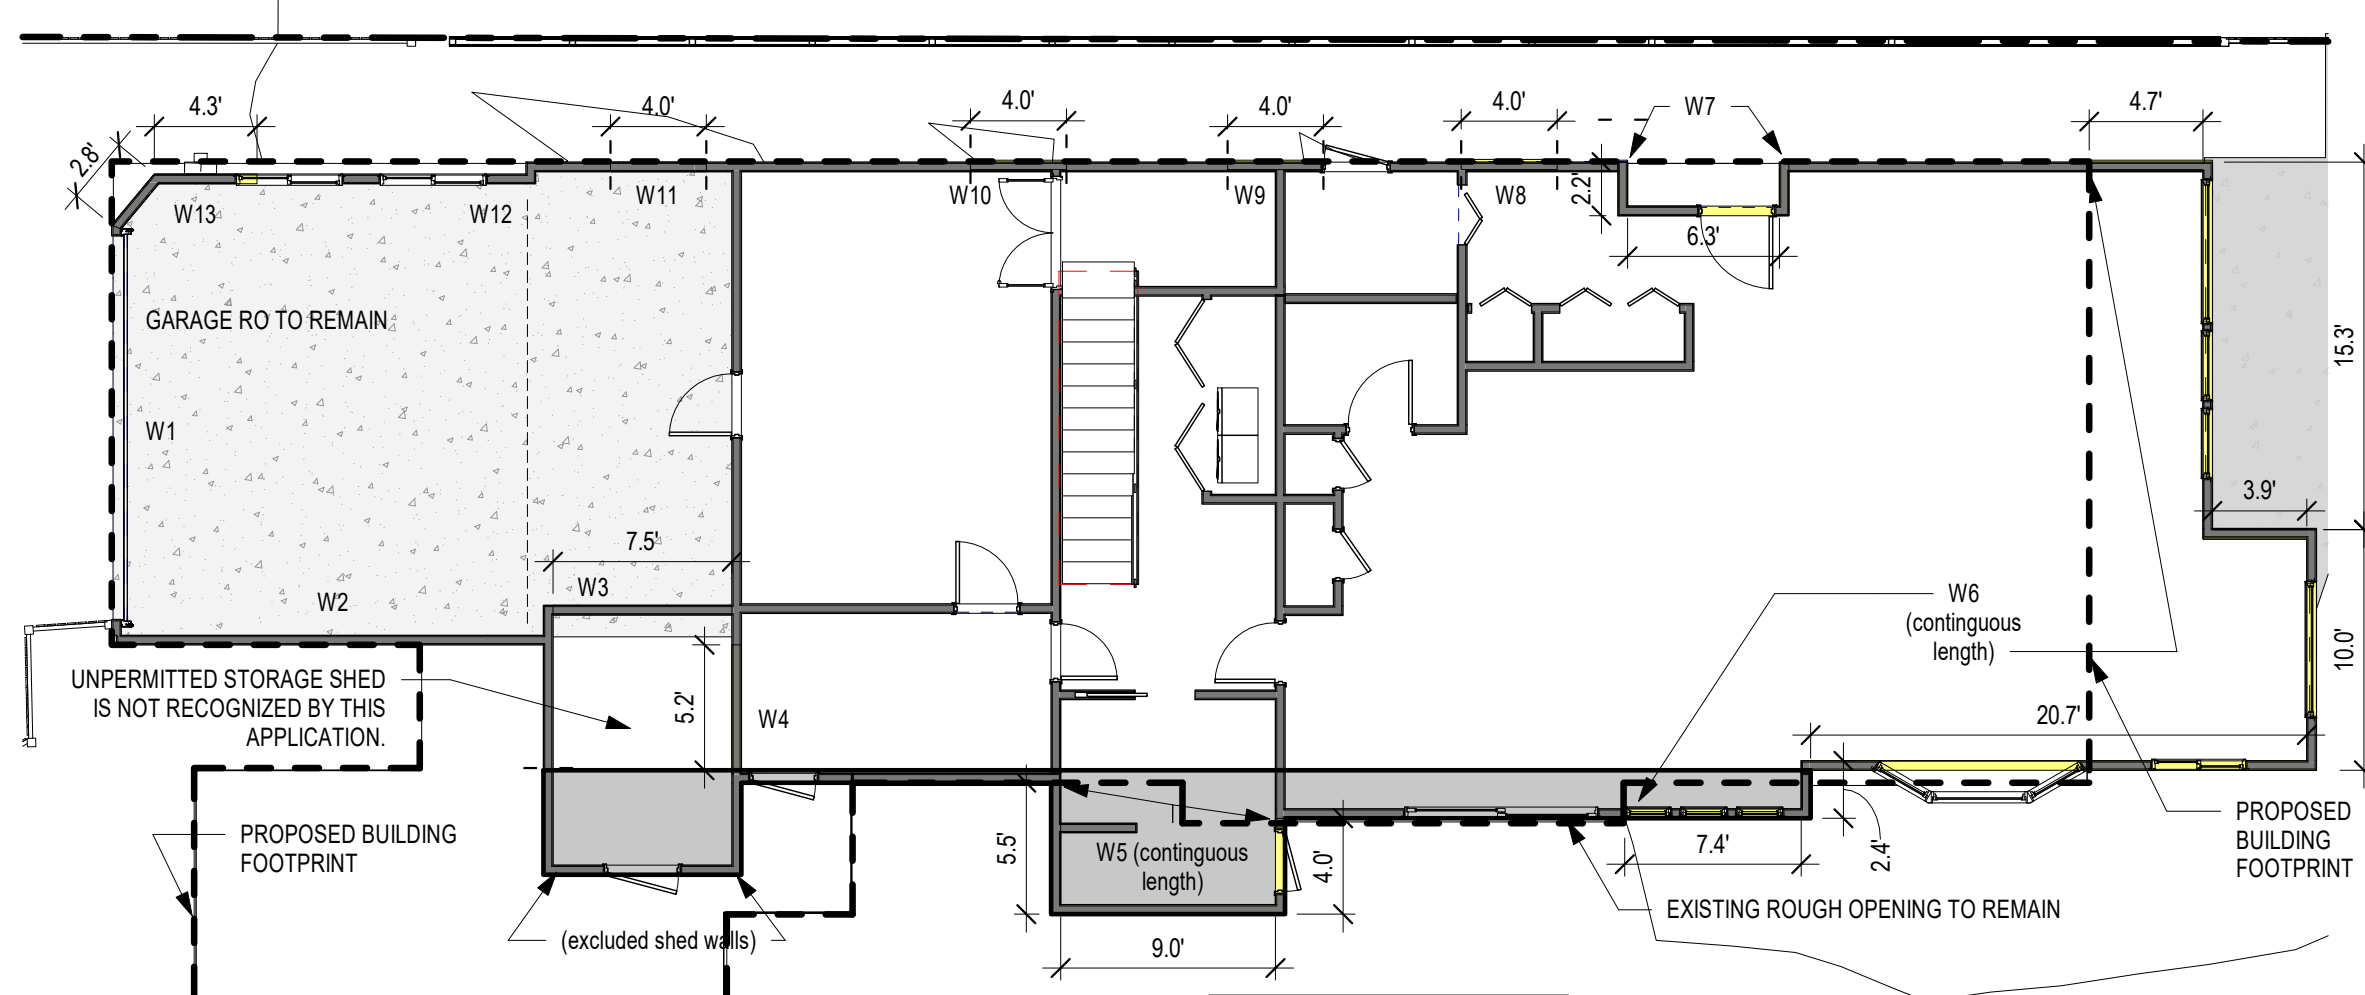 4.3'
4.0'
4.0'
4.0'
4.0'
W7
4.7'
2.8'
W13
W12
W11
W10
W9
W8
2.2'
6.3'
GARAGE RO TO REMAIN
15.3'
W1
3.9'
7.5'
W3
W2
W6
(continguous
length)
10.0'
UNPERMITTED STORAGE SHED
IS NOT RECOGNIZED BY THIS
APPLICATION.
5.2'
W4
20.7'
PROPOSED BUILDING
FOOTPRINT
5.5'
W5 (continguous
length)
4.0'
7.4'
2.4'
PROPOSED
BUILDING
FOOTPRINT
EXISTING ROUGH OPENING TO REMAIN
(excluded shed walls)
9.0'